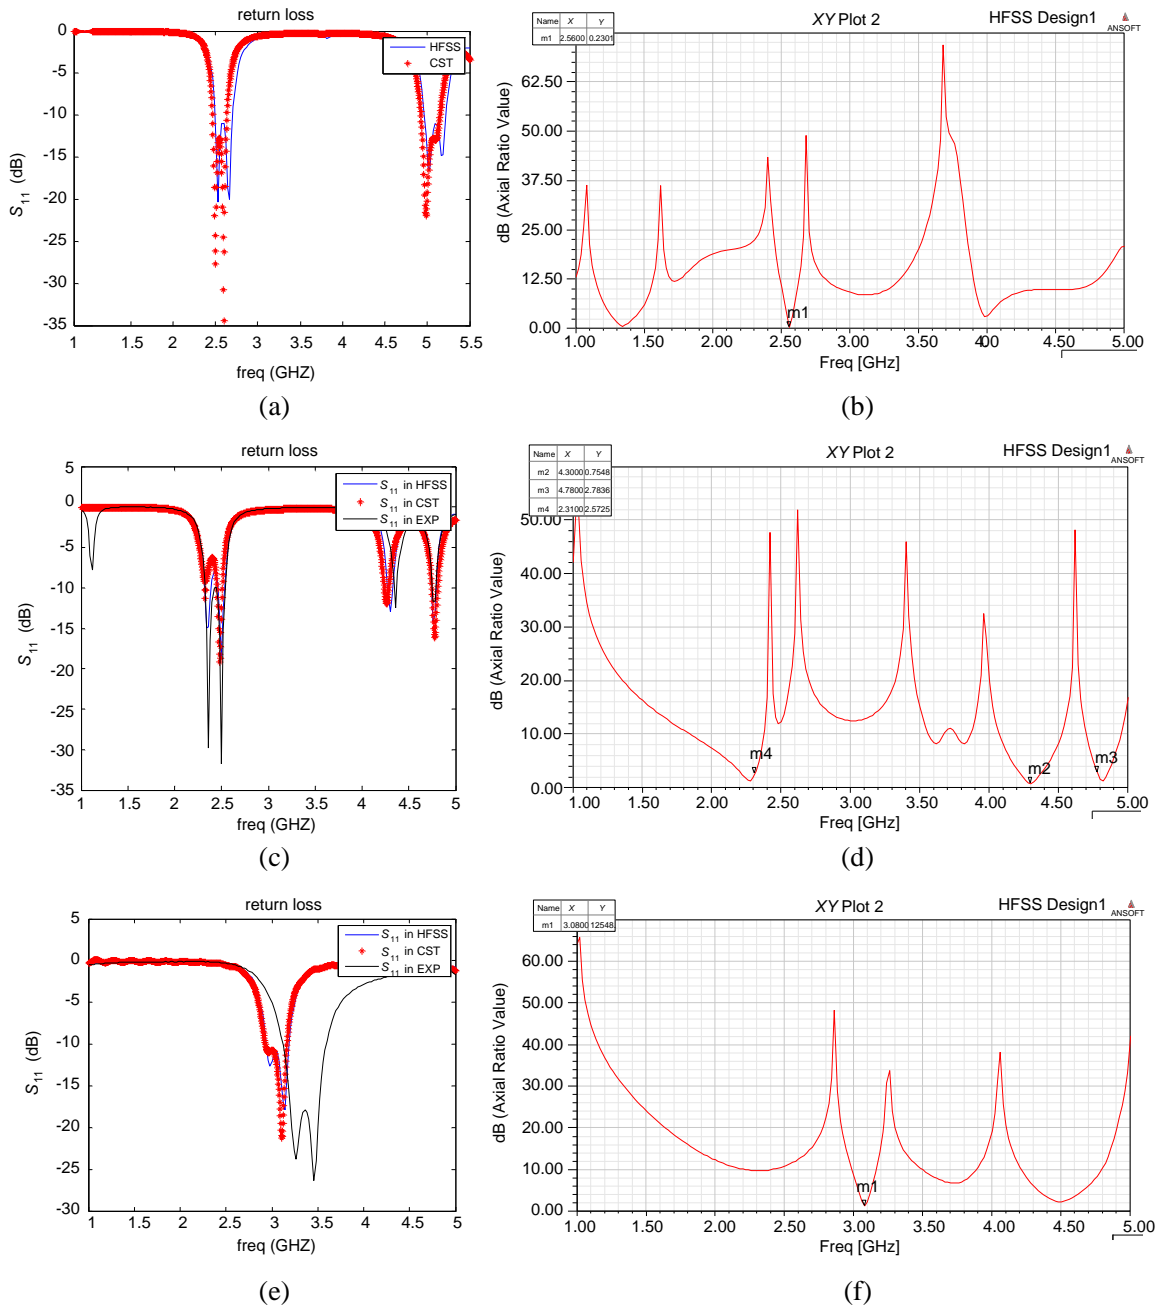 return loss
HFSS
CST
0
-5
-10
-15
-20
-25
-30
-35
S11 (dB)
1 1.5 2 2.5 3 3.5 4 4.5 5 5.5
freq (GHZ)
(a)
Name X Y
m1 2.5600 0.2301
XY Plot 2
HFSS Design1
ANSOFT
dB (Axial Ratio Value)
62.50
50.00
37.50
25.00
12.50
0.00
m1
1.00 1.50 2.00 2.50 3.00 3.50 4.00 4.50 5.00
Freq [GHz]
(b)
return loss
S11 in HFSS
S11 in CST
S11 in EXP
5
0
-5
-10
-15
-20
-25
-30
-35
S11 (dB)
1 1.5 2 2.5 3 3.5 4 4.5 5
freq (GHZ)
(c)
Name X Y
m2 4.3000 0.7548
m3 4.7800 2.7836
m4 2.3100 2.5725
XY Plot 2
HFSS Design1
ANSOFT
dB (Axial Ratio Value)
50.00
40.00
30.00
20.00
10.00
0.00
m4
m2
m3
1.00 1.50 2.00 2.50 3.00 3.50 4.00 4.50 5.00
Freq [GHz]
(d)
return loss
S11 in HFSS
S11 in CST
S11 in EXP
5
0
-5
-10
-15
-20
-25
-30
S11 (dB)
1 1.5 2 2.5 3 3.5 4 4.5 5
freq (GHZ)
(e)
Name X Y
m1 3.0800 12548
XY Plot 2
HFSS Design1
ANSOFT
dB (Axial Ratio Value)
60.00
50.00
40.00
30.00
20.00
10.00
0.00
m1
1.00 1.50 2.00 2.50 3.00 3.50 4.00 4.50 5.00
Freq [GHz]
(f)